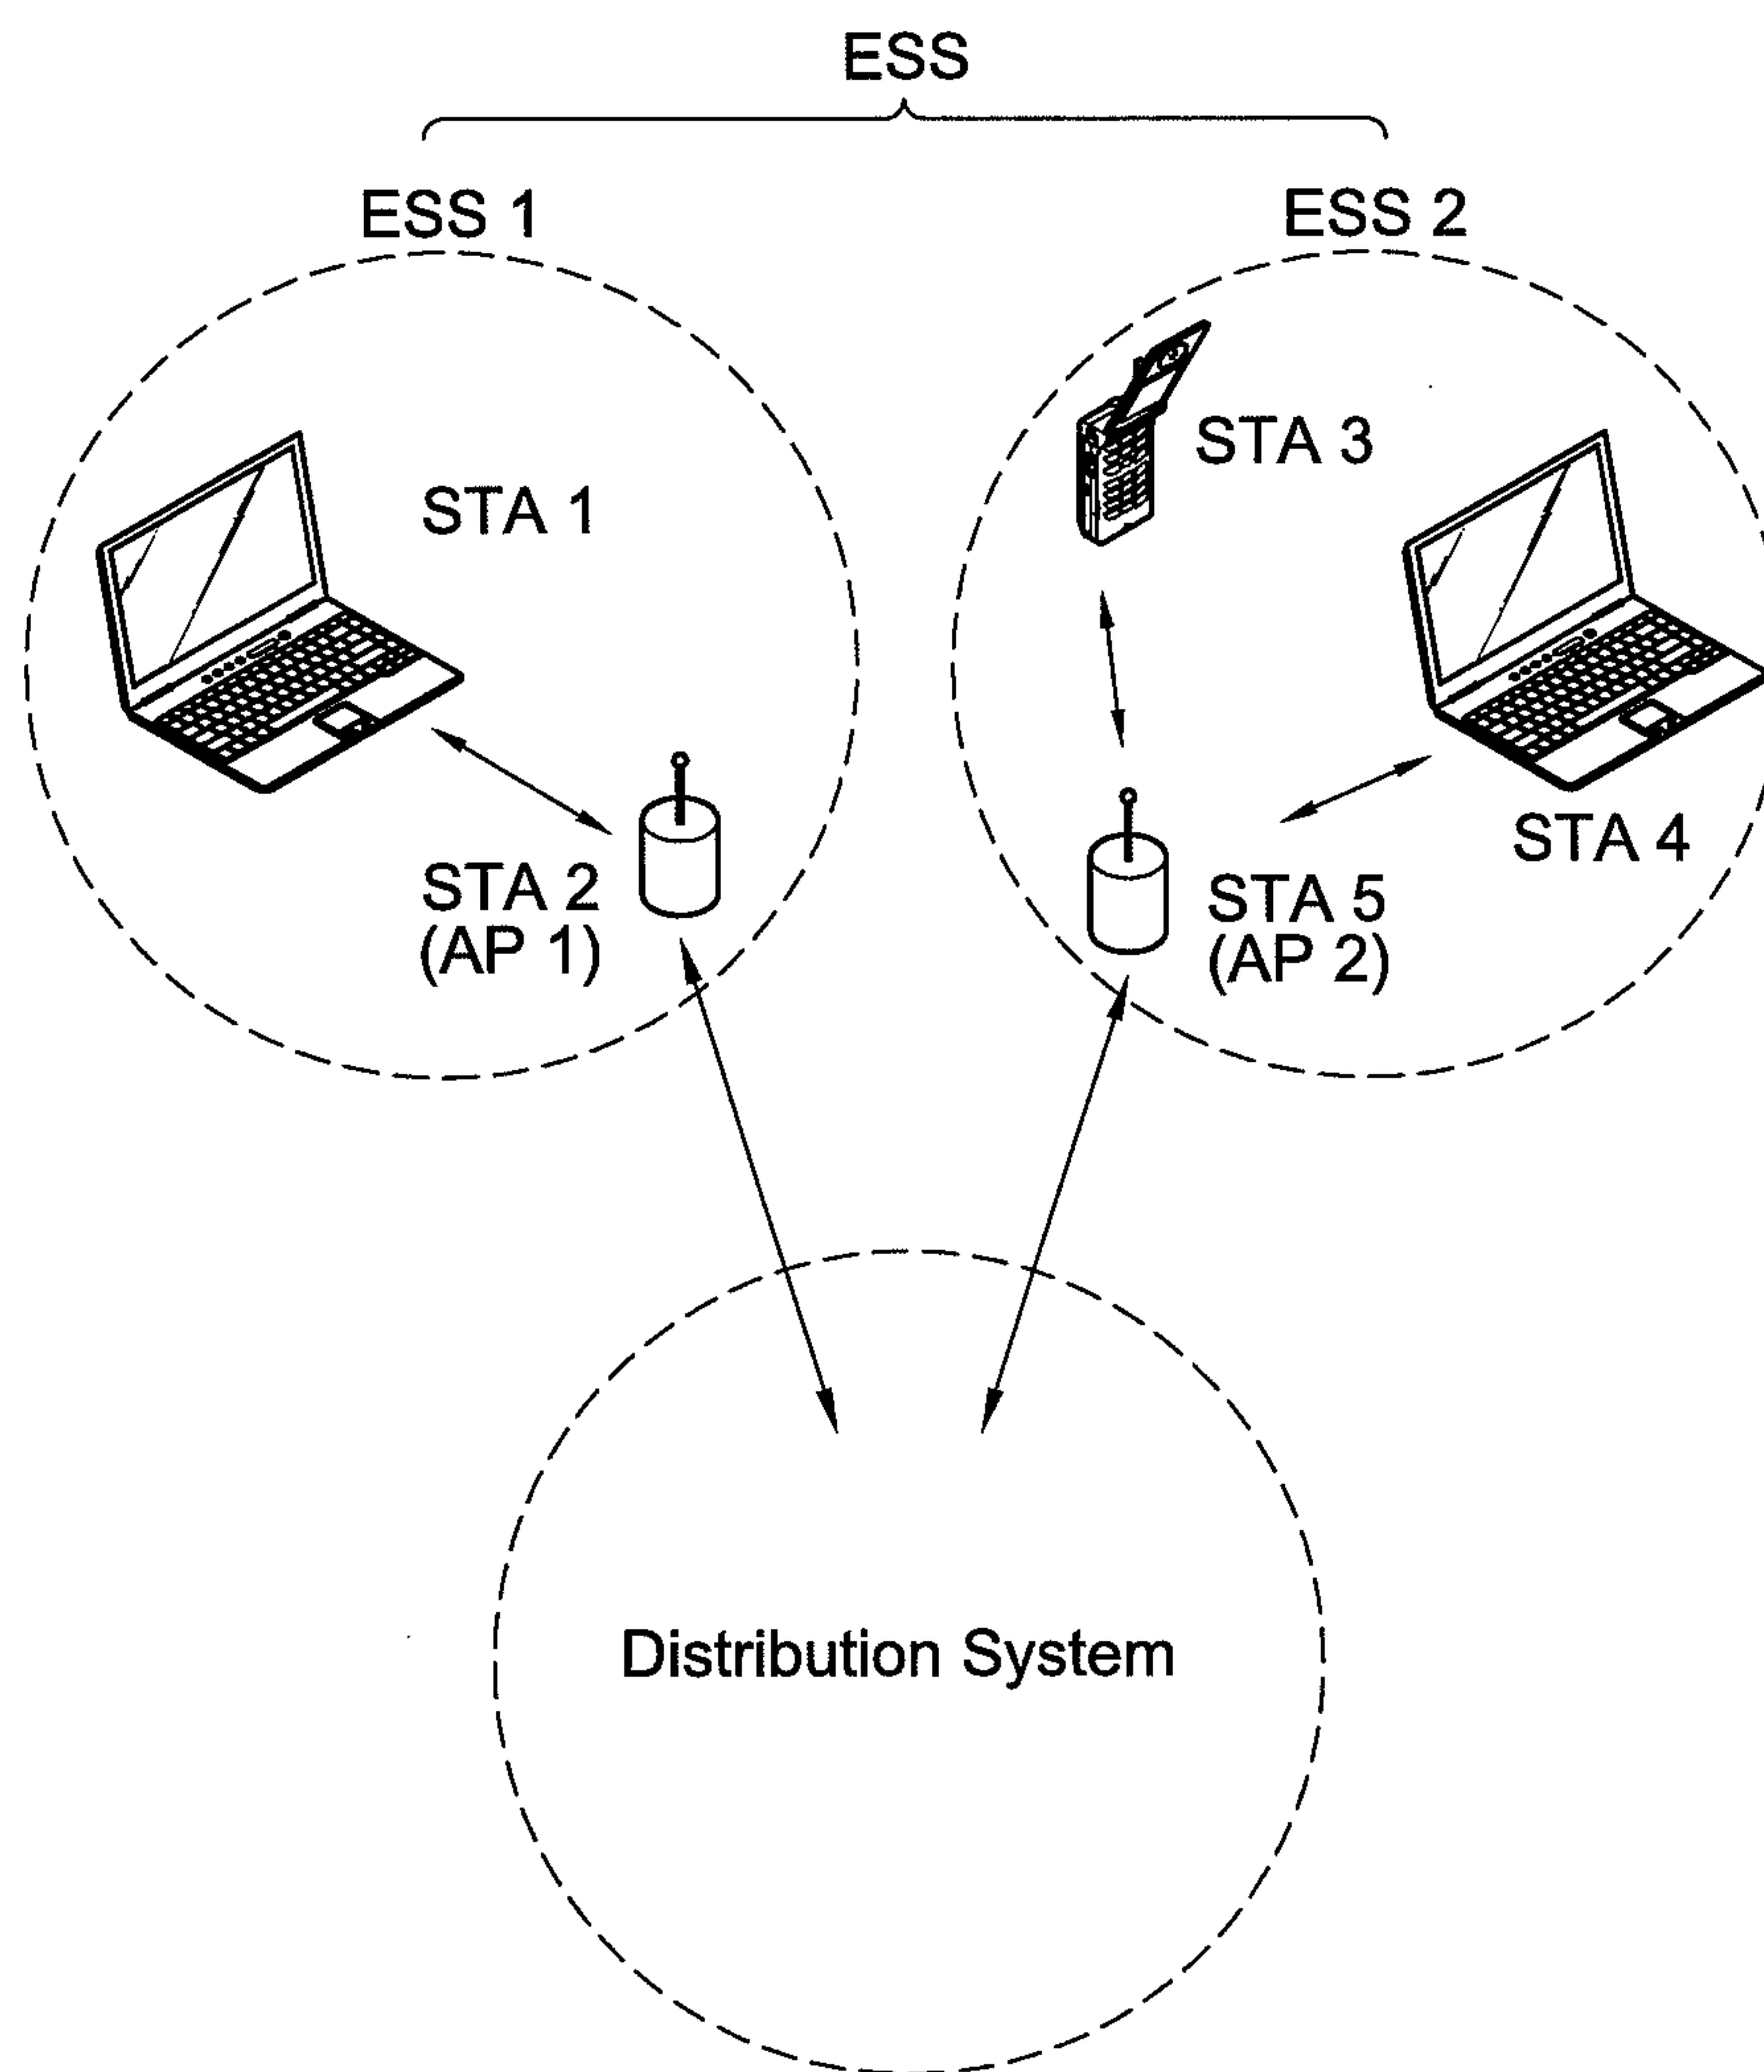 ESS
ESS 1
ESS 2
STA 1
STA 3
STA 2
(AP 1)
STA 5
(AP 2)
STA 4
Distribution System